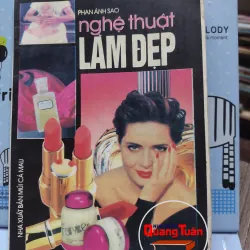 PHAN ÁNH SAO
nghệ thuật
LÀM ĐẸP
LODY
NHÀ XUẤT BẢN MŨI CÀ MAU
Quang Tuấn